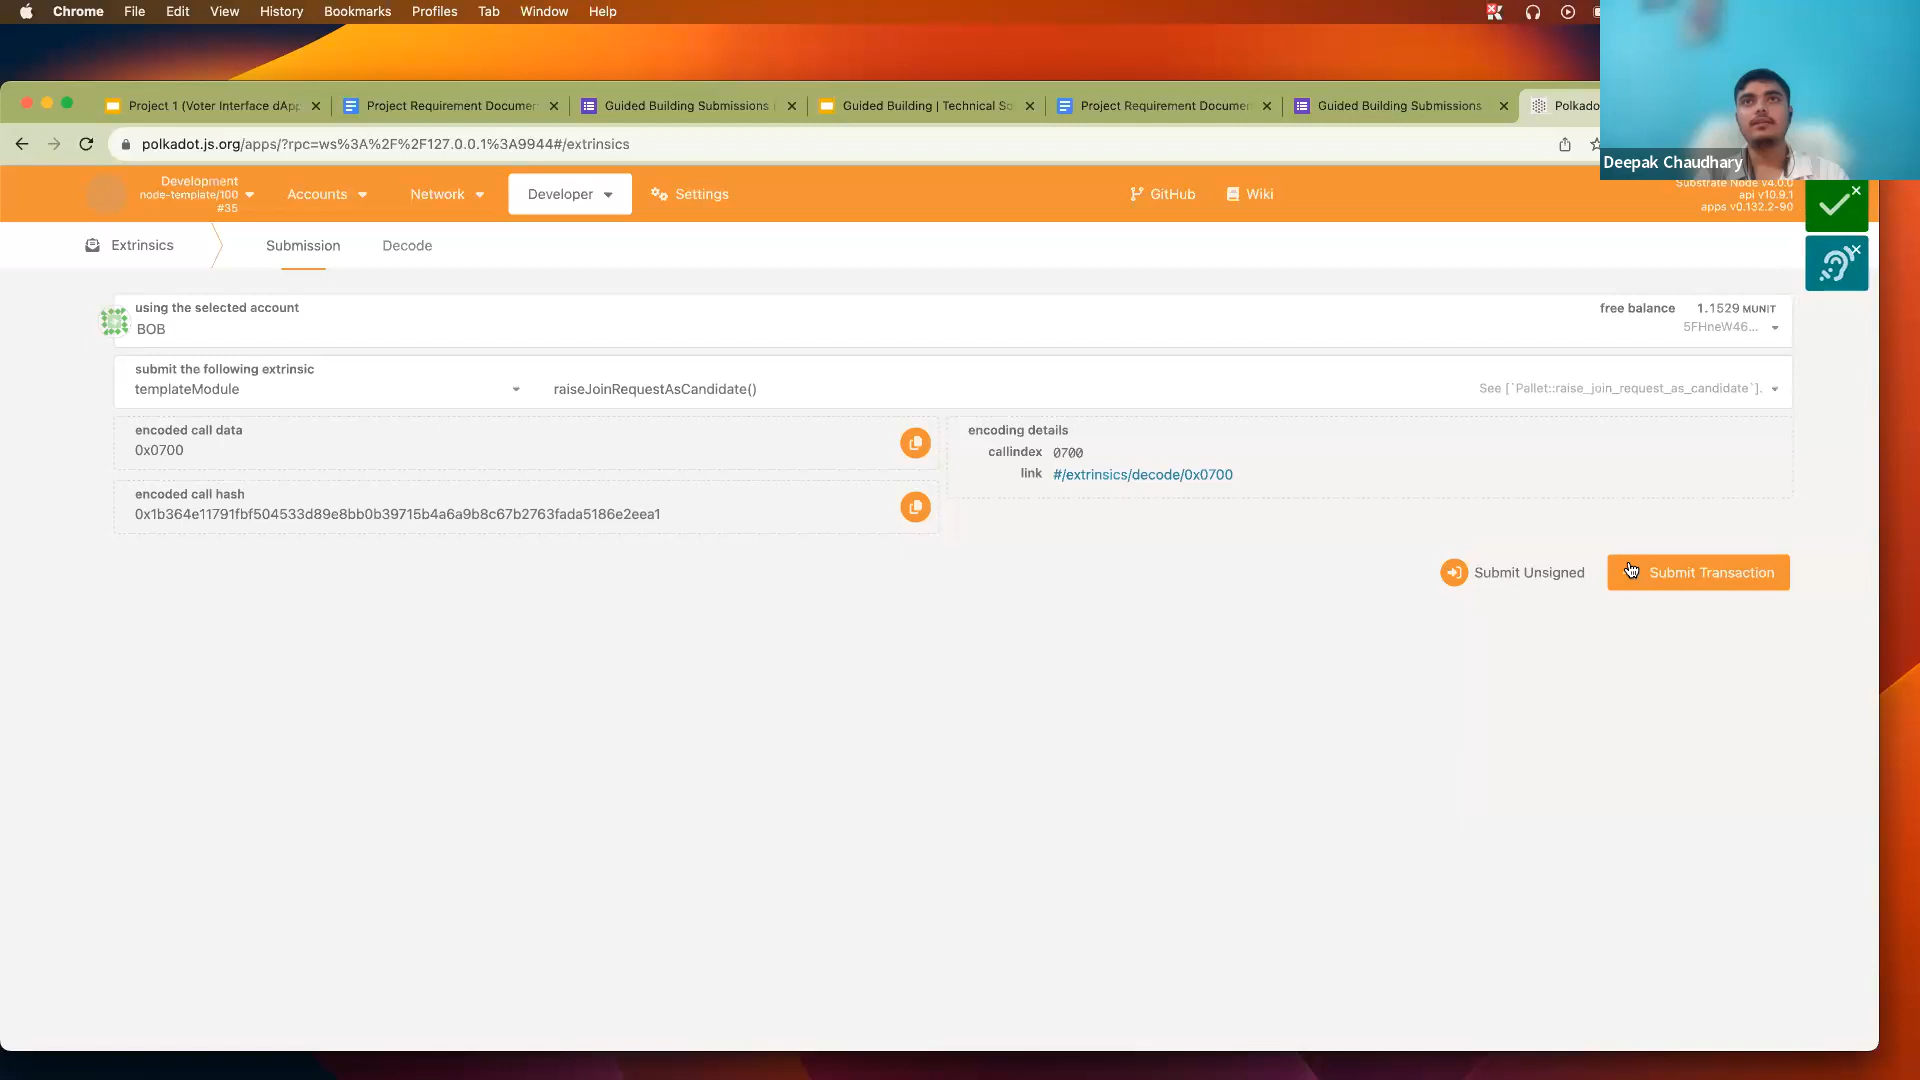 Chrome File Edit View History Bookmarks Profiles Tab Window Help
Project 1 (Voter Interface dApp
Project Requirement Documen
Guided Building Submissions
Guided Building | Technical So
Project Requirement Documen
Guided Building Submissions
Polkado
polkadot.js.org/apps/?rpc=ws%3A%2F%2F127.0.0.1%3A9944#/extrinsics
Deepak Chaudhary
Development
node-template/100
#35
Accounts
Network
Developer
Settings
GitHub
Wiki
Substrate Node v4.0.0
api v10.9.1
apps v0.132.2-90
Extrinsics
Submission
Decode
using the selected account
BOB
free balance 1.1529 MUNIT
5FHneW46...
submit the following extrinsic
templateModule
raiseJoinRequestAsCandidate()
See [`Pallet::raise_join_request_as_candidate`].
encoded call data
0x0700
encoding details
callindex 0700
link #/extrinsics/decode/0x0700
encoded call hash
0x1b364e11791fbf504533d89e8bb0b39715b4a6a9b8c67b2763fada5186e2eea1
Submit Unsigned
Submit Transaction